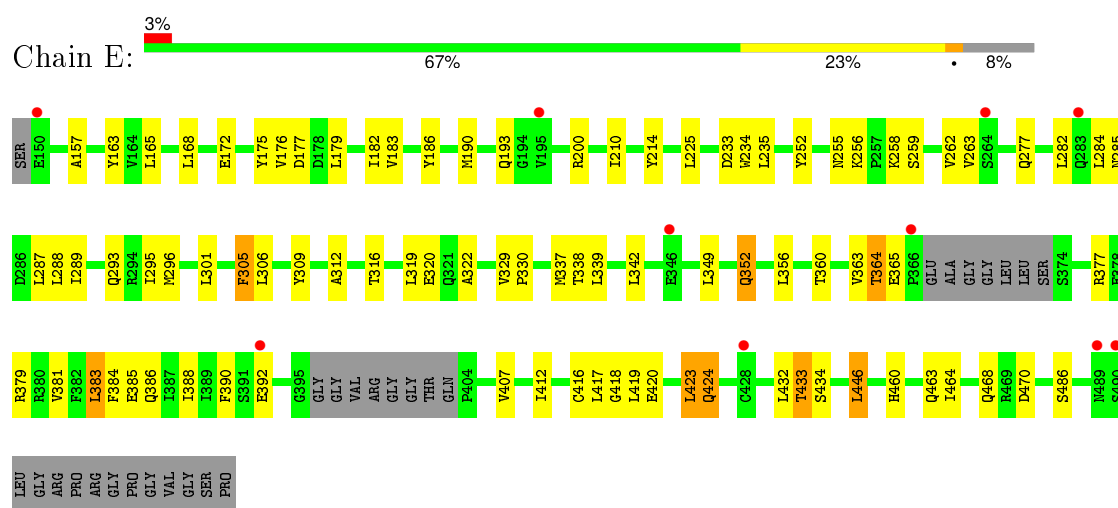 3%
Chain E:
67% 23% • 8%
SER E150 A157 Y163 V164 L165 L168 E172 Y175 V176 D177 D178 L179 I182 V183 Y186 M190 Q193 G194 V195 R200 I210 Y214 L225 D233 W234 L235 Y252 N255 K256 P257 K258 S259 V262 V263 S264 Q277 L282 Q283 L284 N285
D286 L287 L288 I289 Q293 R294 I295 M296 L301 F305 L306 Y309 A312 T316 L319 E320 Q321 A322 V329 P330 M337 T338 L339 L342 E346 L349 Q352 L356 T360 V363 T364 E365 P366 GLU ALA GLY GLY LEU LEU SER S374 R377 E378
R379 R380 V381 F382 L383 F384 E385 Q386 I387 I388 I389 F390 S391 E392 G395 GLY GLY VAL ARG GLY GLY THR GLN P404 V407 I412 C416 L417 G418 L419 E420 L423 Q424 C428 L432 T433 S434 L446 H460 Q463 I464 Q468 R469 D470 S486 N489 S490
LEU GLY ARG PRO ARG GLY PRO GLY VAL GLY SER PRO